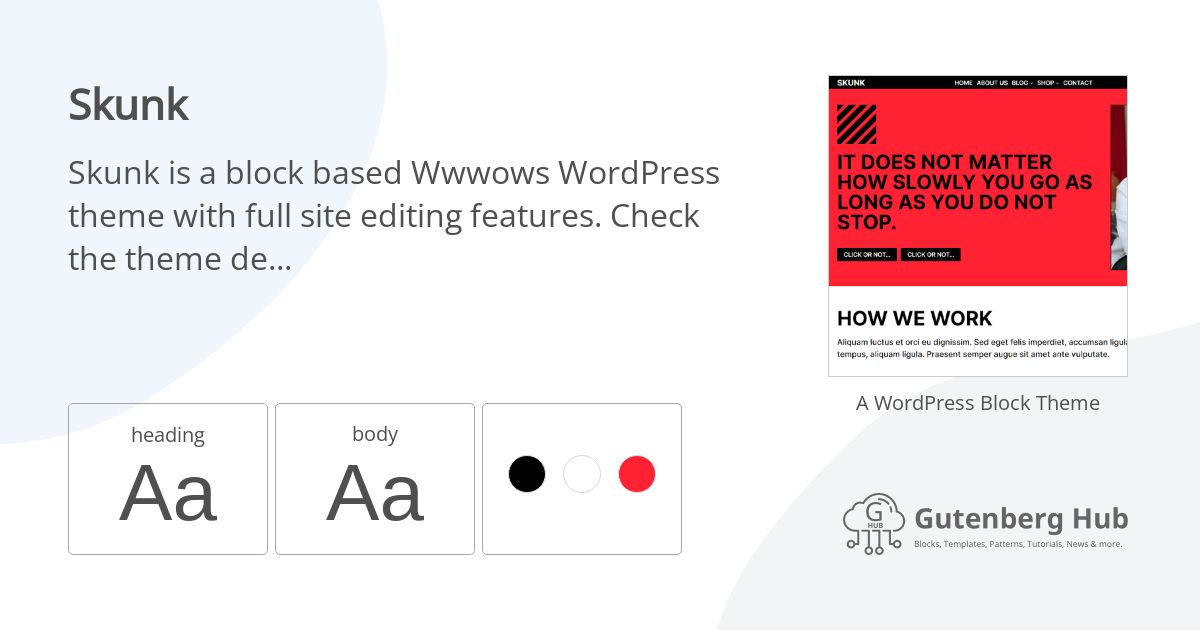 Skunk
Skunk is a block based Wwwows WordPress
theme with full site editing features. Check
the theme de...
heading
Aa
body
Aa
SKUNK
HOME ABOUT US BLOG SHOP CONTACT
IT DOES NOT MATTER
HOW SLOWLY YOU GO AS
LONG AS YOU DO NOT
STOP.
CLICK OR NOT... CLICK OR NOT...
HOW WE WORK
Aliquam luctus et orci eu dignissim. Sed eget felis imperdiet, accumsan ligula
tempus, aliquam ligula. Praesent semper augue sit amet ante vulputate.
A WordPress Block Theme
G
HUB
Gutenberg Hub
Blocks, Templates, Patterns, Tutorials, News & more.